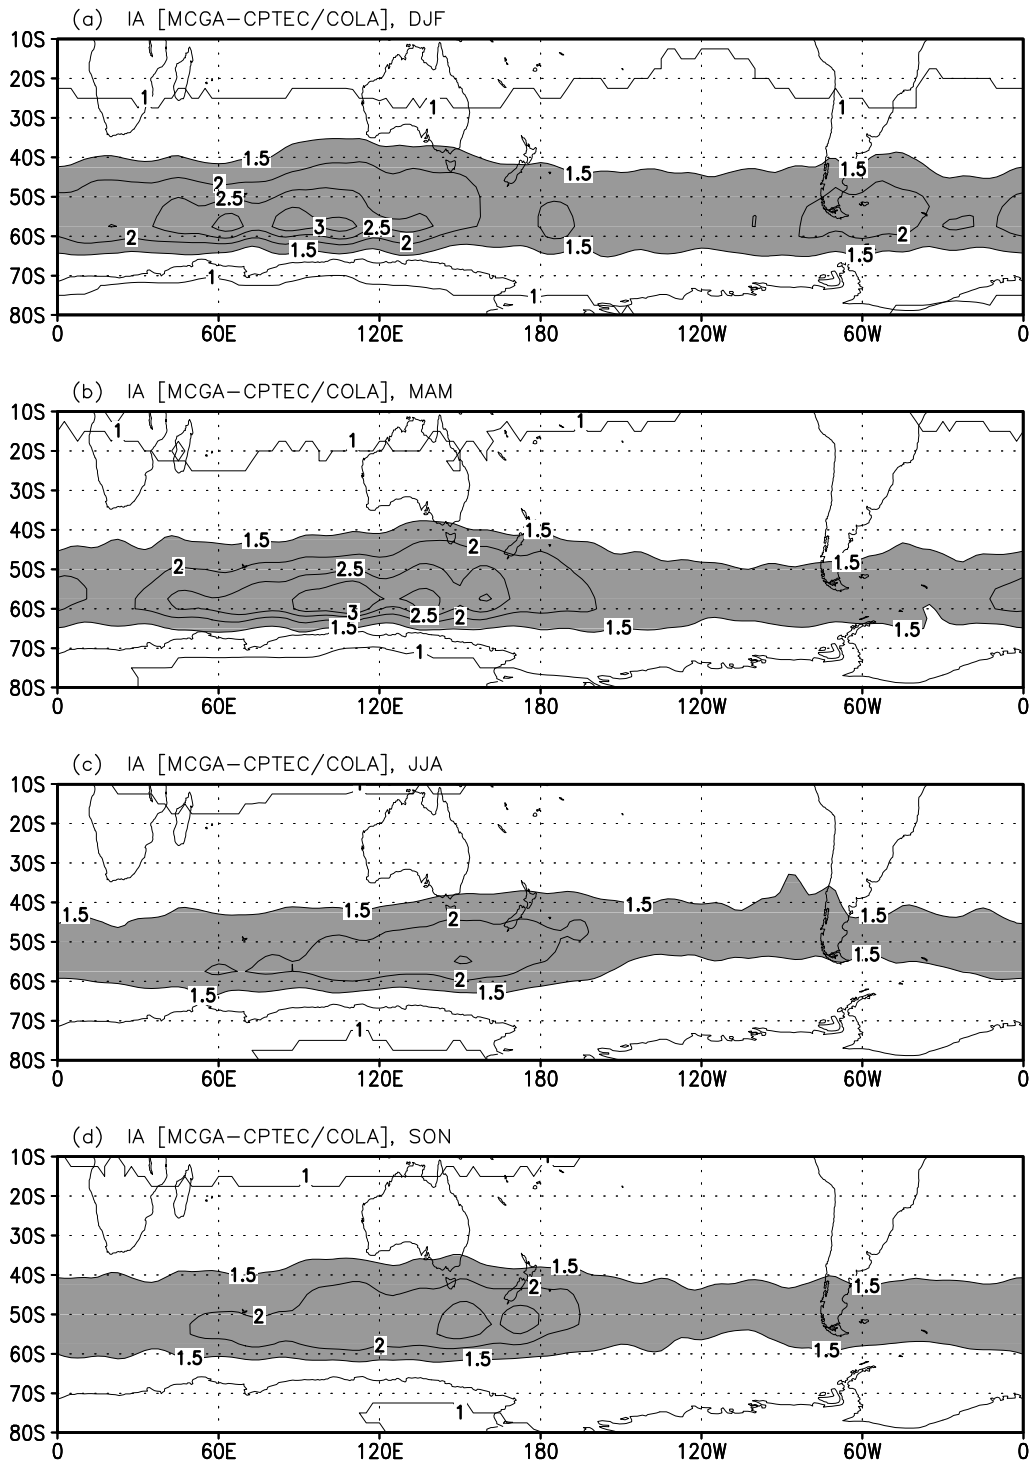 (a) IA [MCGA-CPTEC/COLA], DJF
10S
20S
1 1 1
30S
40S 1.5 1.5 1.5
2
50S 2.5
3 2.5
60S 2 1.5 2 1.5 2
1.5
70S 1
1
80S
0 60E 120E 180 120W 60W 0
(b) IA [MCGA-CPTEC/COLA], MAM
10S
1 1 1
20S
30S
40S 1.5 2 1.5
50S 2 2.5 1.5
60S 3 2.5 2
1.5 1.5 1.5
70S 1
80S
0 60E 120E 180 120W 60W 0
(c) IA [MCGA-CPTEC/COLA], JJA
10S
20S
30S
40S 1.5 1.5 2 1.5 1.5
50S 1.5
60S 1.5 2 1.5
70S 1
80S
0 60E 120E 180 120W 60W 0
(d) IA [MCGA-CPTEC/COLA], SON
10S
1
20S
30S
40S 1.5 1.5 1.5
2
50S 2
60S 1.5 2 1.5 1.5
70S
1
80S
0 60E 120E 180 120W 60W 0